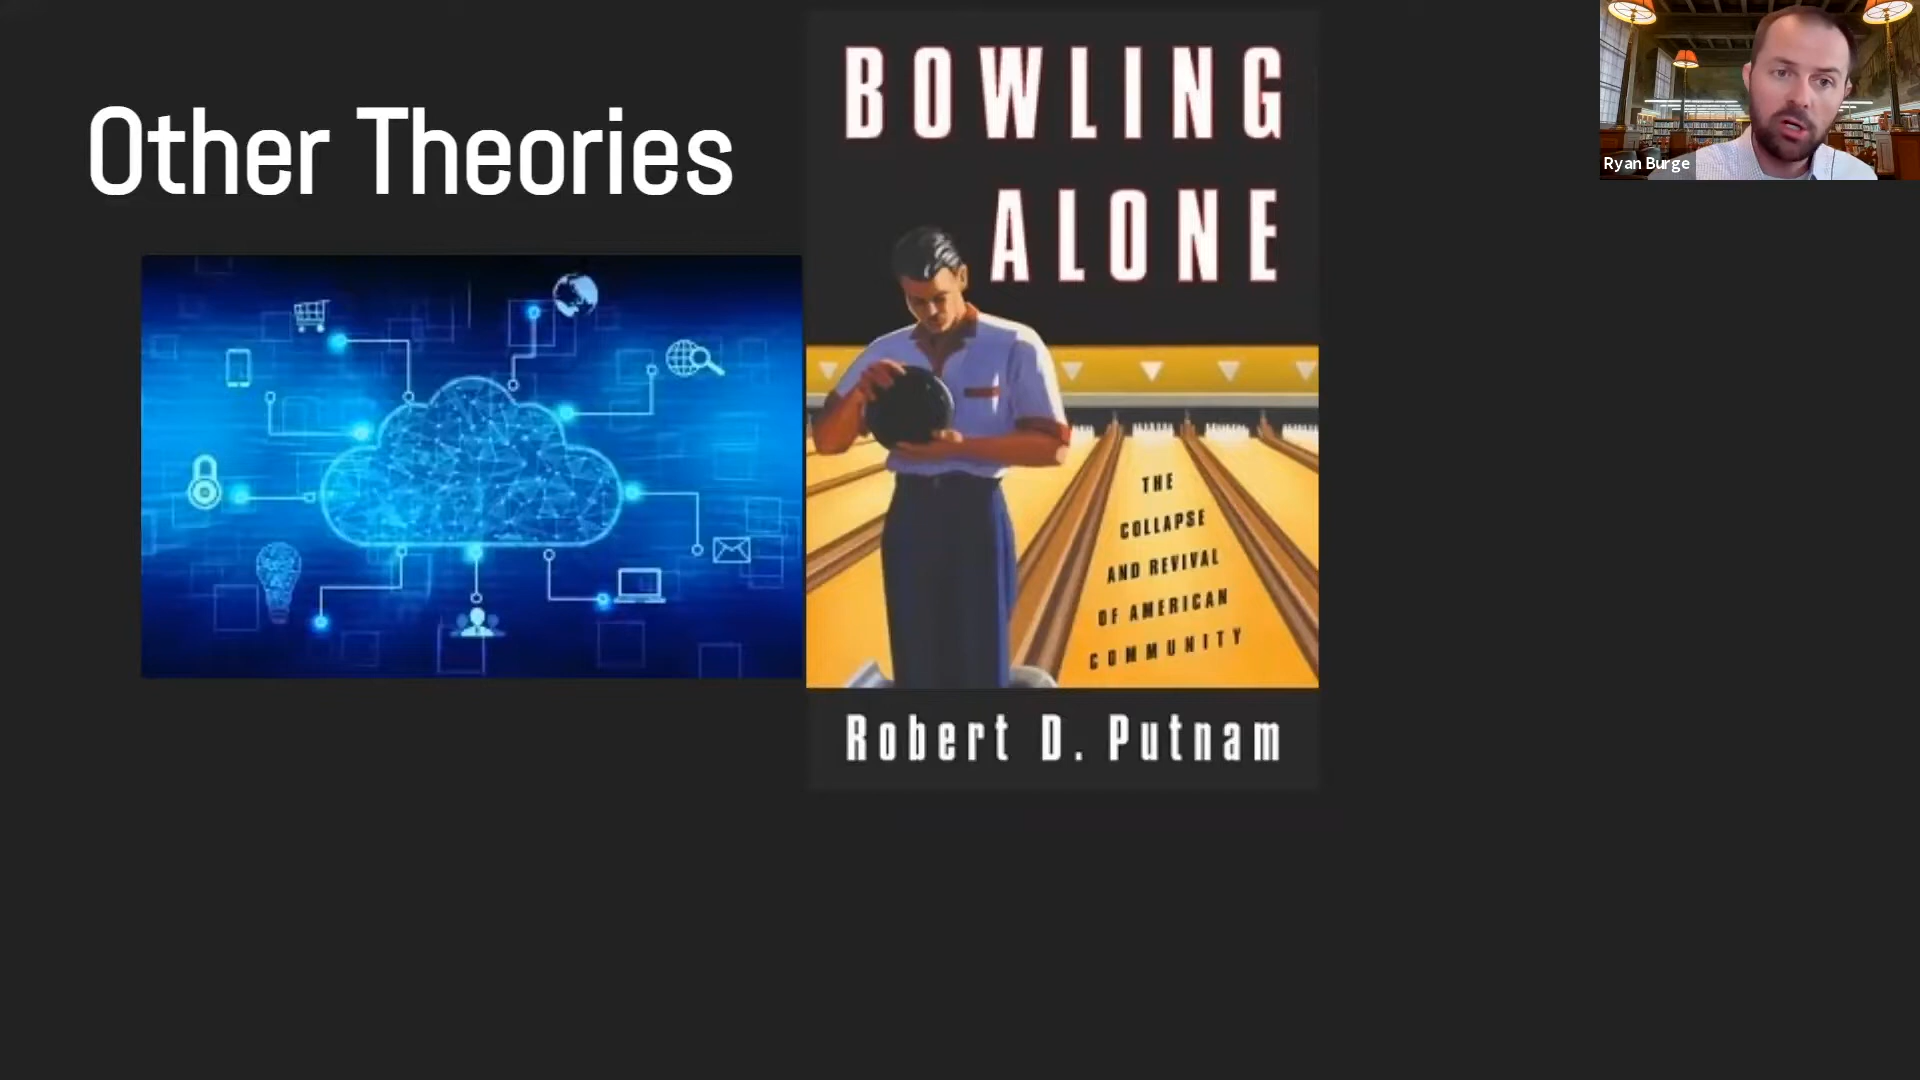 Other Theories
BOWLING
ALONE
THE
COLLAPSE
AND REVIVAL
OF AMERICAN
COMMUNITY
Robert D. Putnam
Ryan Burge